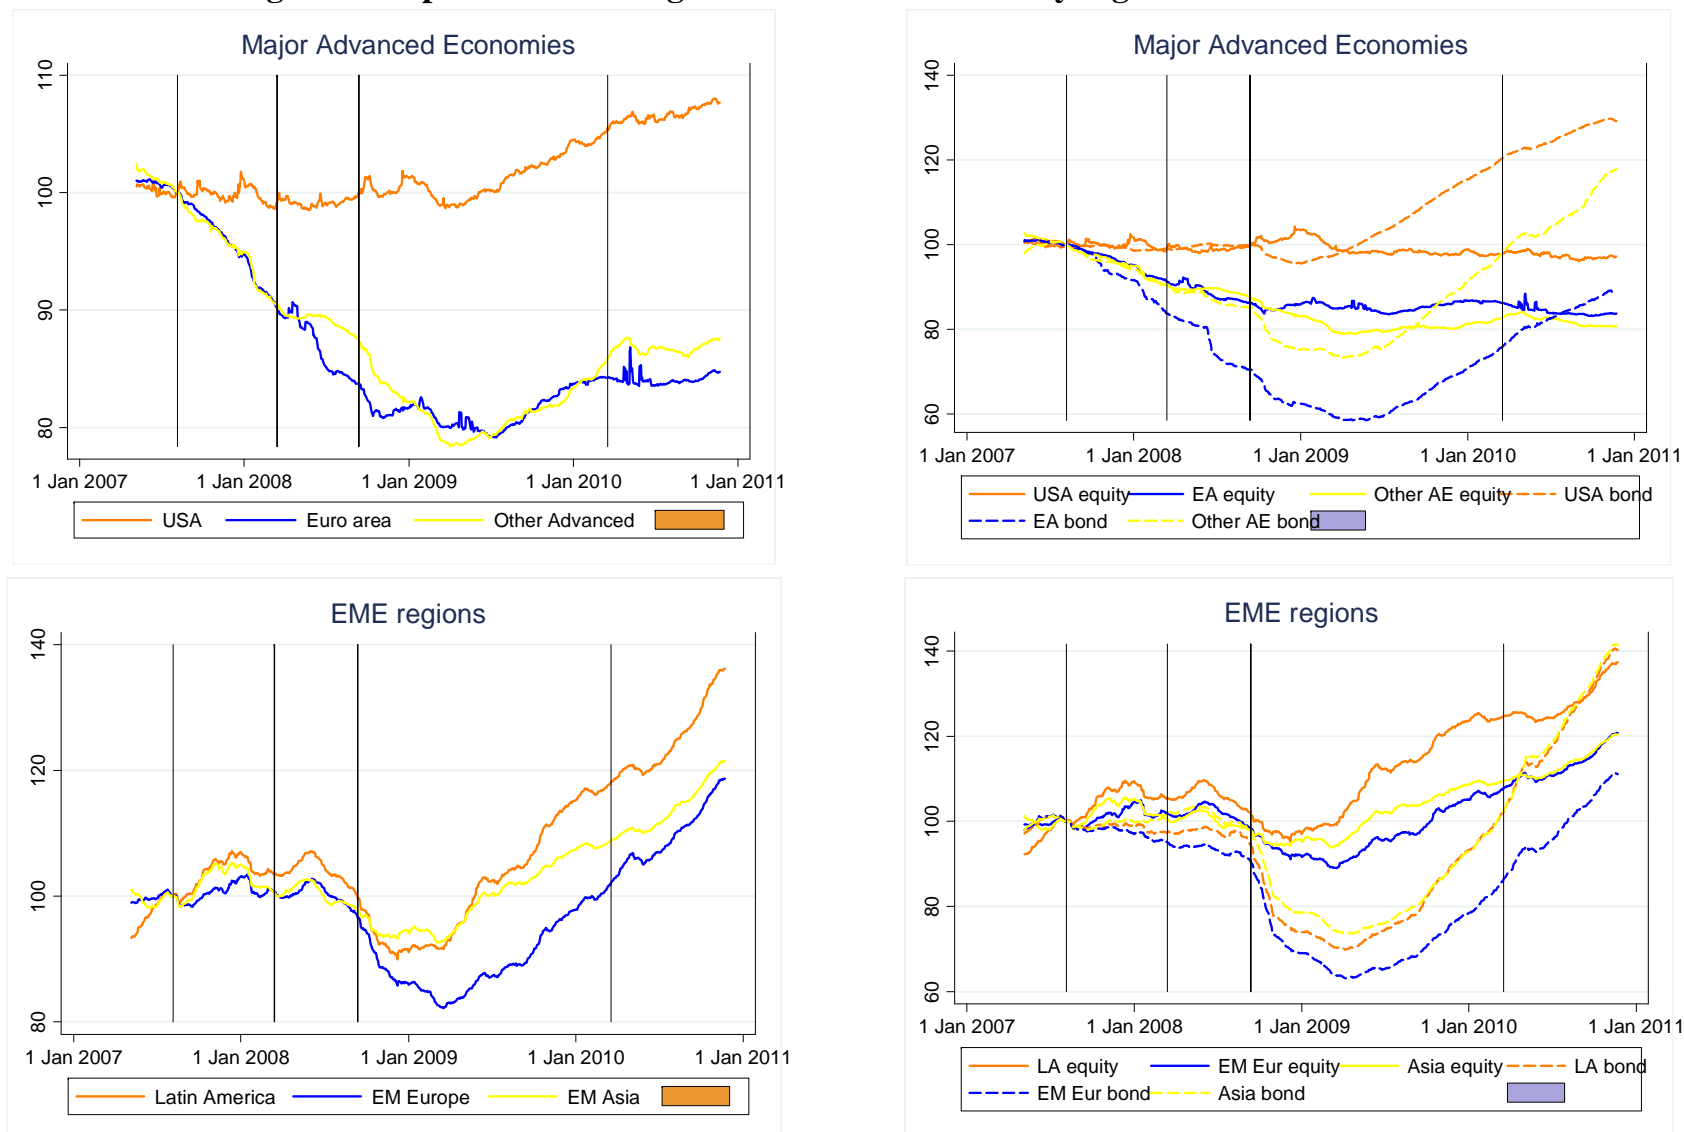 Major Advanced Economies
110
100
90
80
1 Jan 2007 1 Jan 2008 1 Jan 2009 1 Jan 2010 1 Jan 2011
USA Euro area Other Advanced
Major Advanced Economies
140
120
100
80
60
1 Jan 2007 1 Jan 2008 1 Jan 2009 1 Jan 2010 1 Jan 2011
USA equity EA equity Other AE equity USA bond
EA bond Other AE bond
EME regions
140
120
100
80
1 Jan 2007 1 Jan 2008 1 Jan 2009 1 Jan 2010 1 Jan 2011
Latin America EM Europe EM Asia
EME regions
140
120
100
80
60
1 Jan 2007 1 Jan 2008 1 Jan 2009 1 Jan 2010 1 Jan 2011
LA equity EM Eur equity Asia equity LA bond
EM Eur bond Asia bond